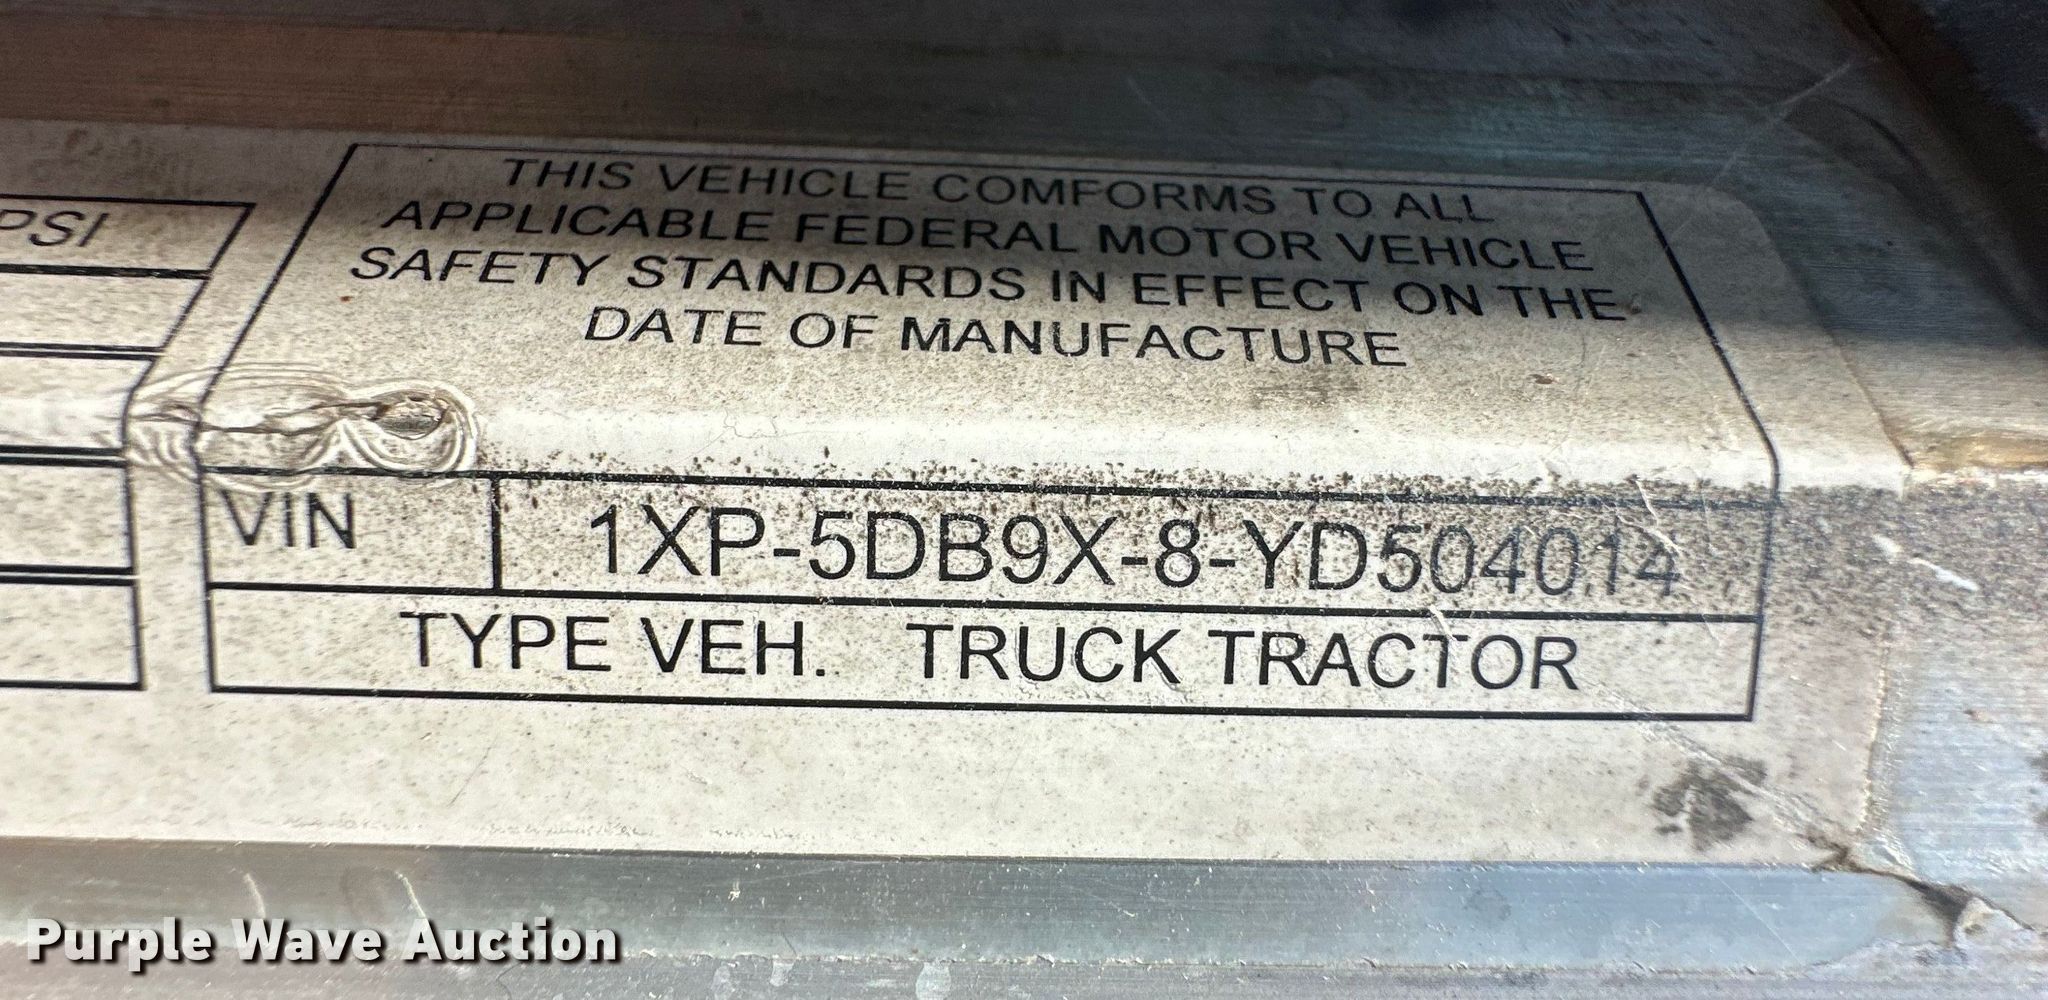 PSI
THIS VEHICLE COMFORMS TO ALL
APPLICABLE FEDERAL MOTOR VEHICLE
SAFETY STANDARDS IN EFFECT ON THE
DATE OF MANUFACTURE
VIN 1XP-5DB9X-8-YD504014
TYPE VEH. TRUCK TRACTOR
Purple Wave Auction